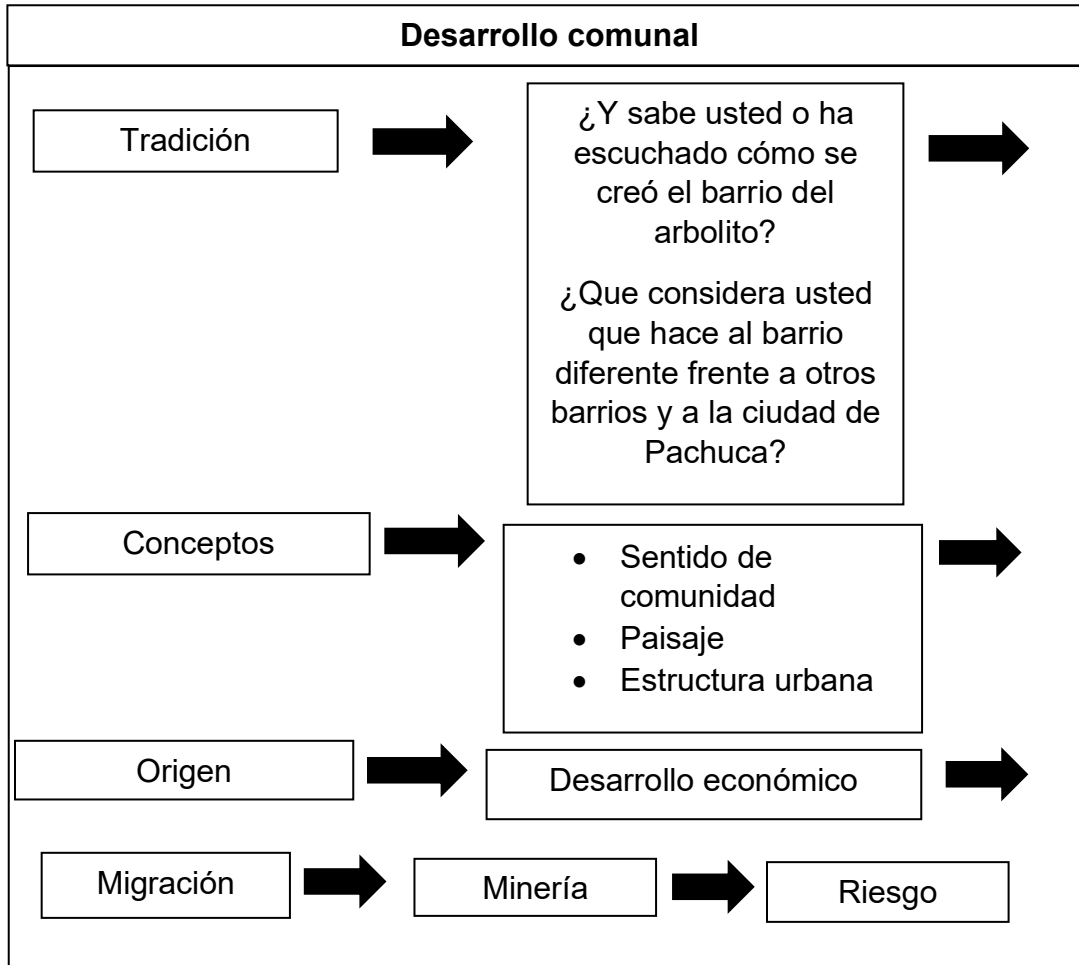 Desarrollo comunal
Tradición
¿Y sabe usted o ha
escuchado cómo se
creó el barrio del
arbolito?
¿Que considera usted
que hace al barrio
diferente frente a otros
barrios y a la ciudad de
Pachuca?
Conceptos
• Sentido de
comunidad
• Paisaje
• Estructura urbana
Origen
Desarrollo económico
Migración
Minería
Riesgo